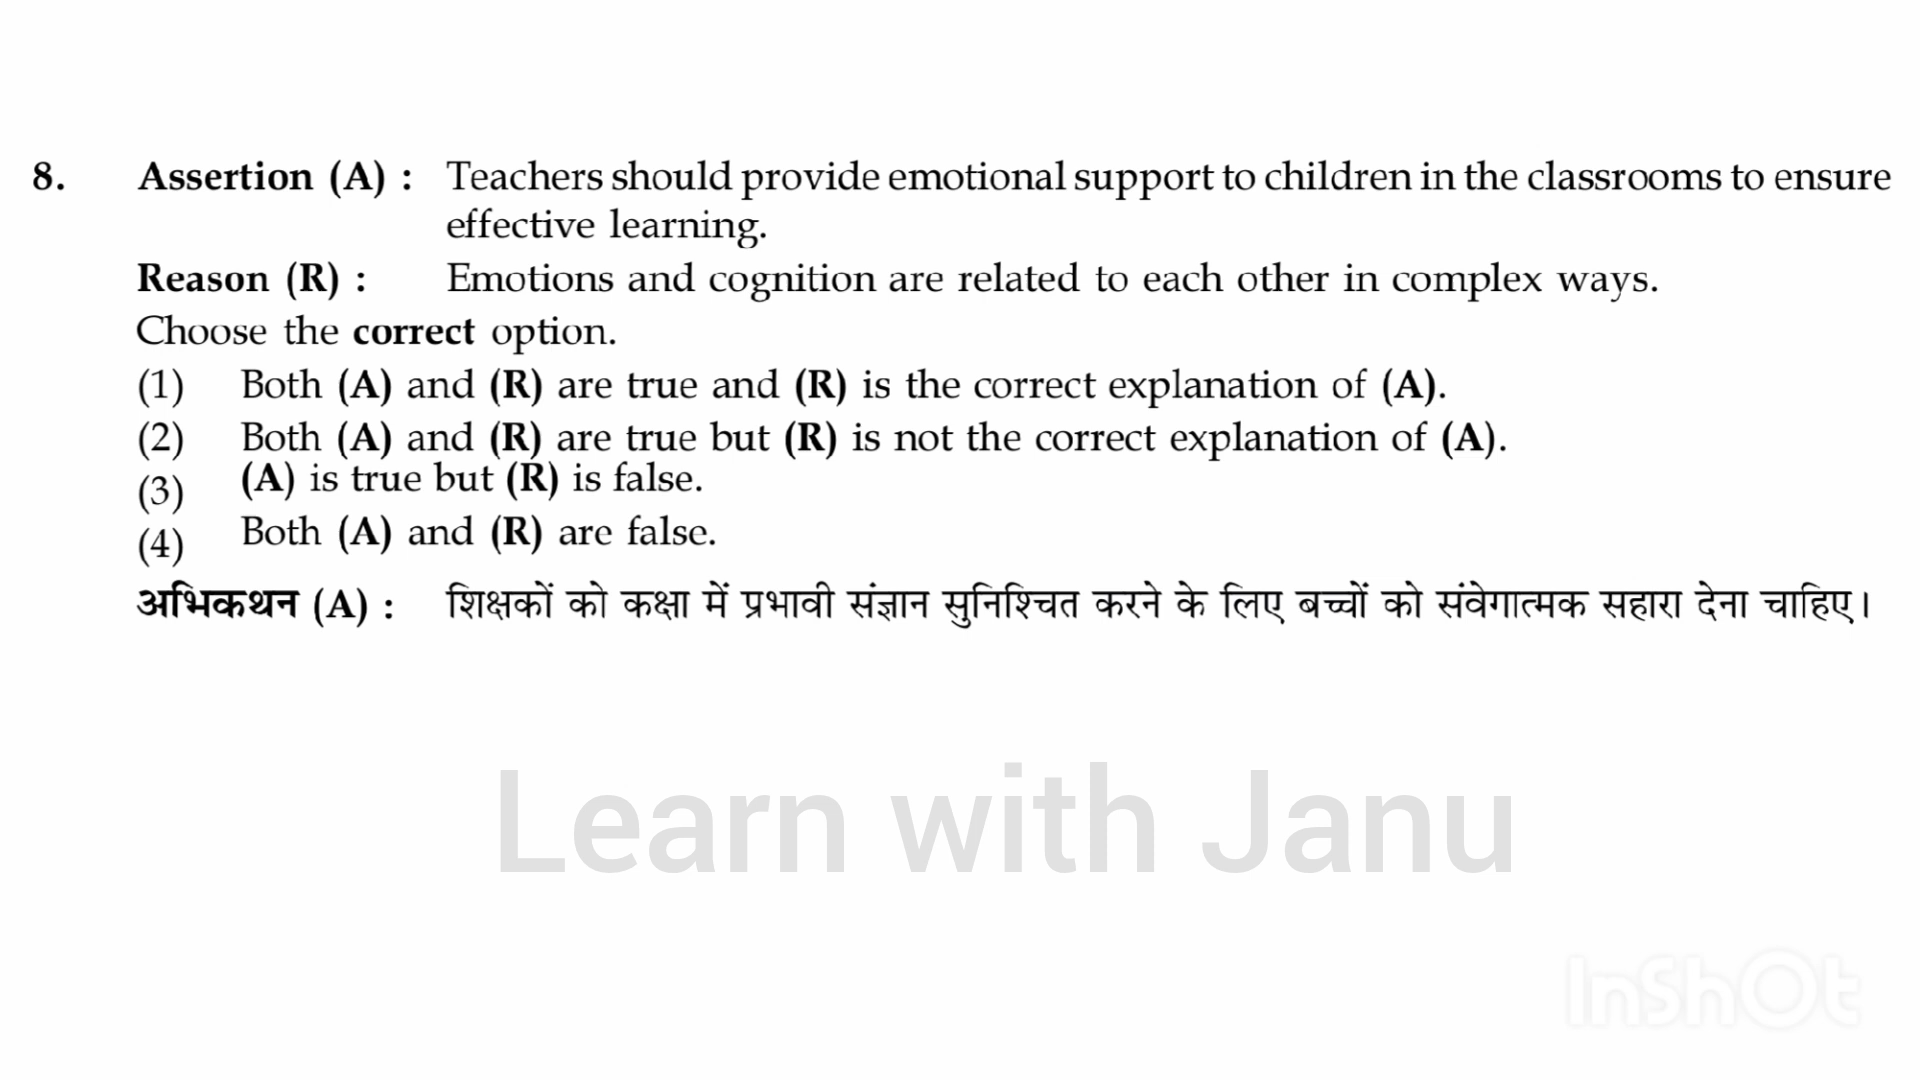 8. Assertion (A) : Teachers should provide emotional support to children in the classrooms to ensure
effective learning.
Reason (R) : Emotions and cognition are related to each other in complex ways.
Choose the correct option.
(1) Both (A) and (R) are true and (R) is the correct explanation of (A).
(2) Both (A) and (R) are true but (R) is not the correct explanation of (A).
(3) (A) is true but (R) is false.
(4) Both (A) and (R) are false.
अभिकथन (A) : शिक्षकों को कक्षा में प्रभावी संज्ञान सुनिश्चित करने के लिए बच्चों को संवेगात्मक सहारा देना चाहिए।
Learn with Janu
InShOt